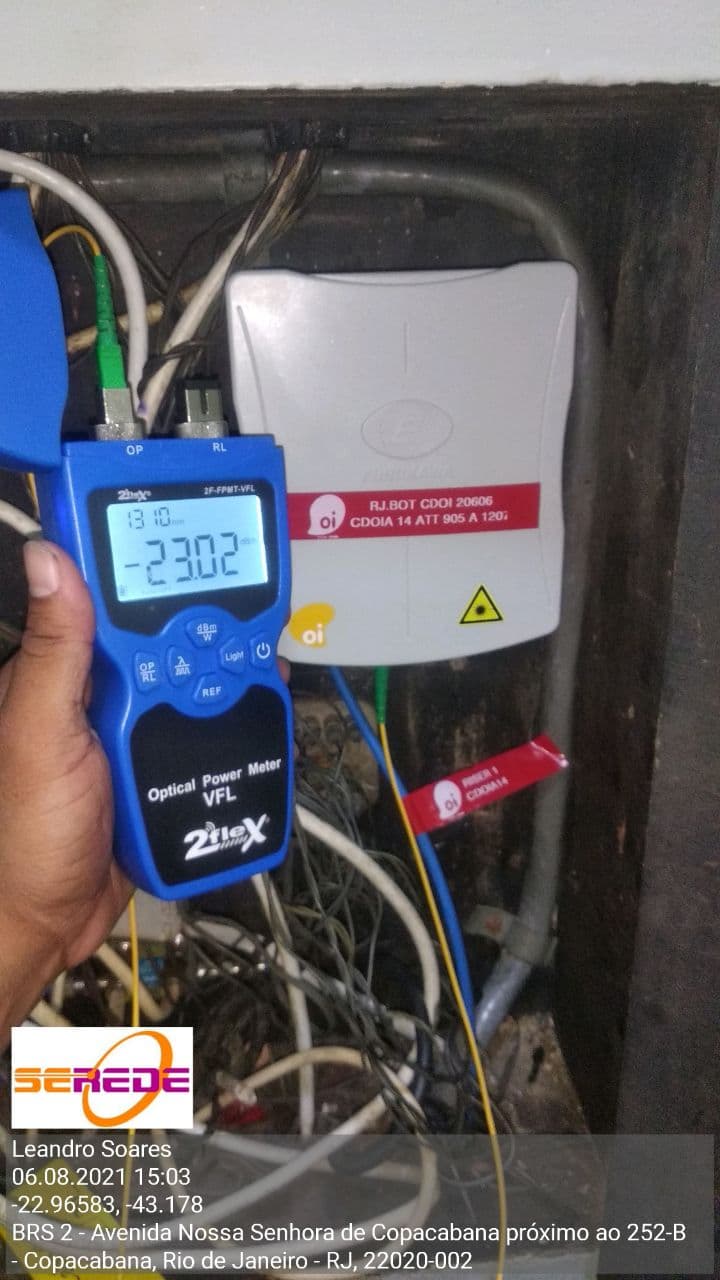 OP RL
2flex
2F-FPMT-VFL
1310nm
-23.02 dBm
dBm
W
OP
RL
λ
Light
REF
Optical Power Meter
VFL
2flex
oi
RJ.BOT CDOI 20606
CDOIA 14 ATT 905 A 1207
FURUKAWA
oi
oi
RISER 1
CDOIA14
SEREDE
Leandro Soares
06.08.2021 15:03
-22.96583, -43.178
BRS 2 - Avenida Nossa Senhora de Copacabana próximo ao 252-B
- Copacabana, Rio de Janeiro - RJ, 22020-002